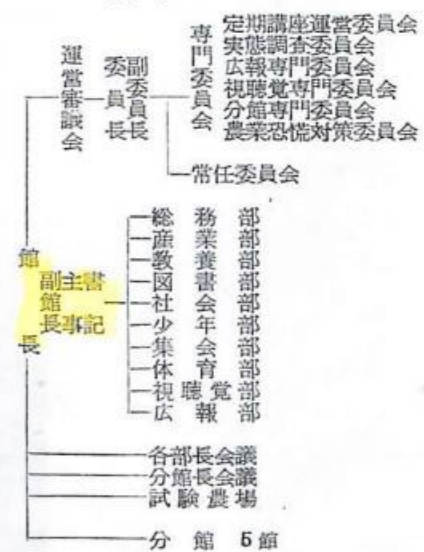 運営審議会
委員長
副委員長
専門委員会
定期講座運営委員会
実態調査委員会
広報専門委員会
視聴覚専門委員会
分館専門委員会
農業恐慌対策委員会
常任委員会
館長
副館長
主事
書記
総務部
産業部
教養部
図書部
社会部
少年部
集会部
体育部
視聴覚部
広報部
各部長会議
分館長会議
試験農場
分館 5館